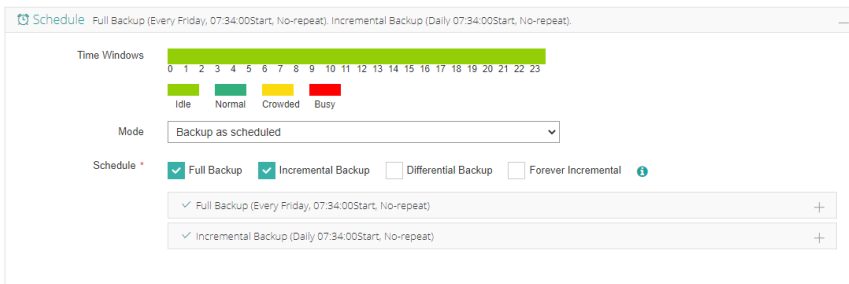 Schedule Full Backup (Every Friday, 07:34:00Start, No-repeat). Incremental Backup (Daily 07:34:00Start, No-repeat).
Time Windows
0 1 2 3 4 5 6 7 8 9 10 11 12 13 14 15 16 17 18 19 20 21 22 23
Idle Normal Crowded Busy
Mode Backup as scheduled
Schedule * Full Backup Incremental Backup Differential Backup Forever Incremental
Full Backup (Every Friday, 07:34:00Start, No-repeat)
Incremental Backup (Daily 07:34:00Start, No-repeat)